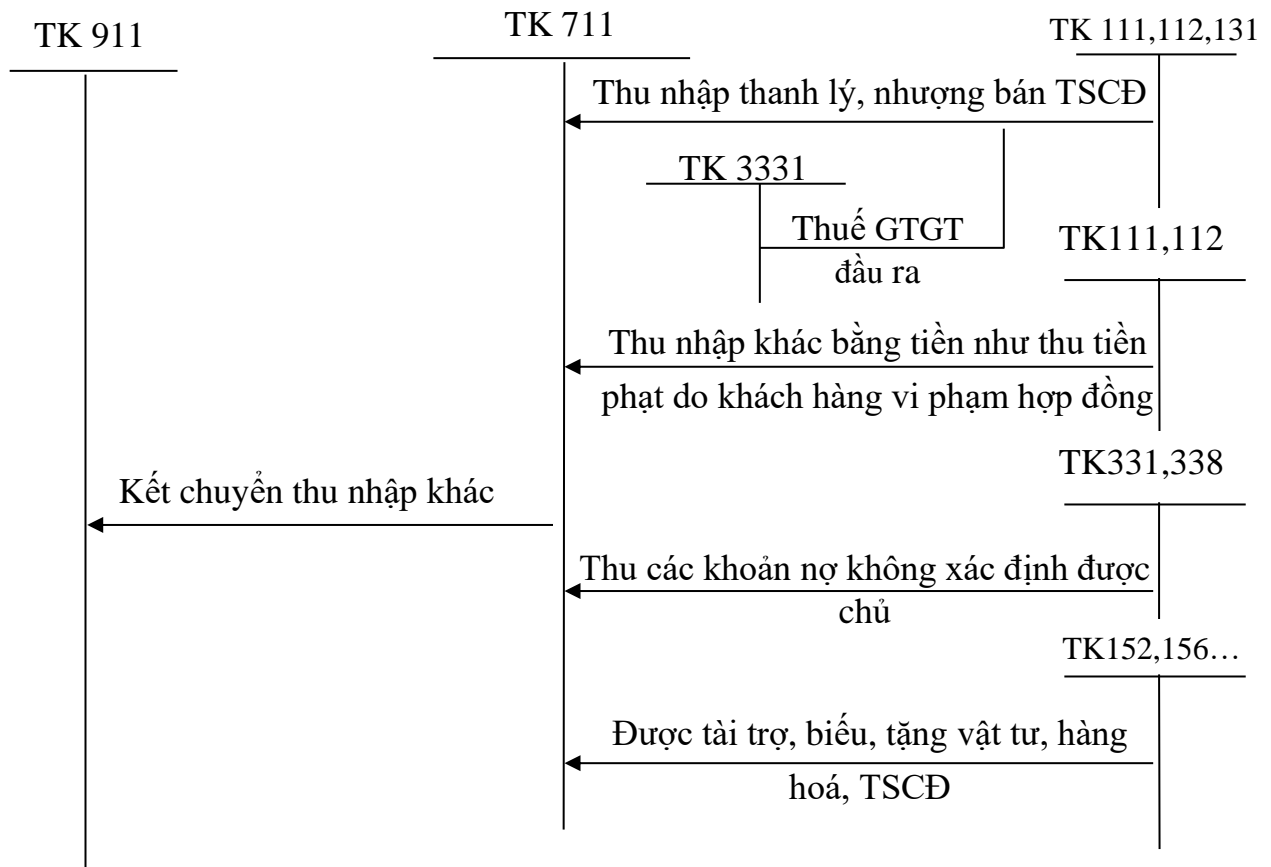 TK 911
TK 711
TK 111,112,131
Thu nhập thanh lý, nhượng bán TSCĐ
TK 3331
Thuế GTGT
đầu ra
TK111,112
Thu nhập khác bằng tiền như thu tiền
phạt do khách hàng vi phạm hợp đồng
TK331,338
Kết chuyển thu nhập khác
Thu các khoản nợ không xác định được
chủ
TK152,156…
Được tài trợ, biếu, tặng vật tư, hàng
hoá, TSCĐ